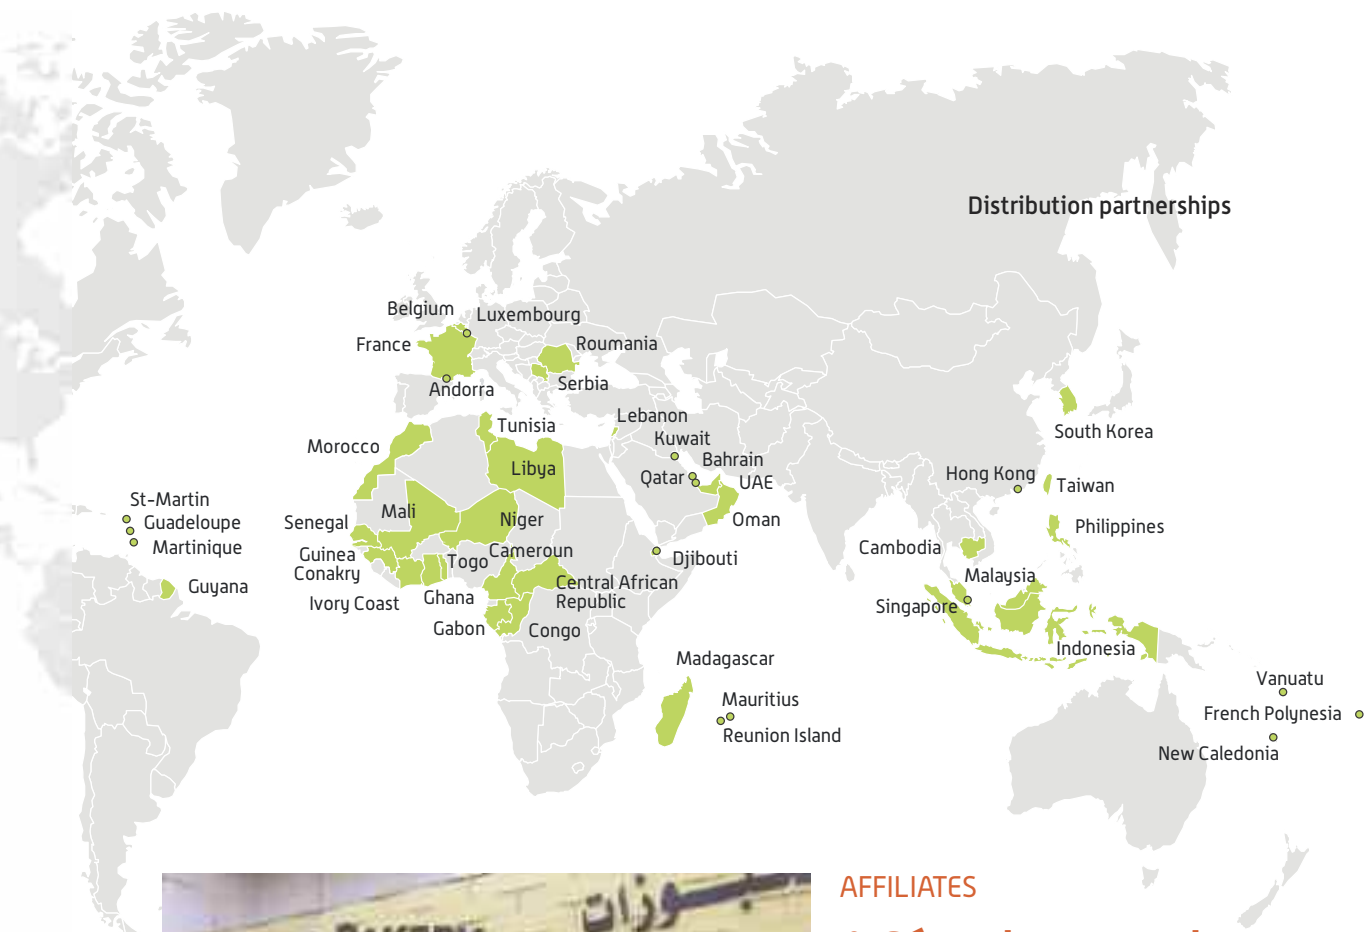 Distribution partnerships
Belgium
Luxembourg
France
Roumania
Andorra
Serbia
Lebanon
Tunisia
Kuwait
Morocco
Bahrain
Libya
Qatar
UAE
Hong Kong
South Korea
Taiwan
St-Martin
Guadeloupe
Martinique
Guyana
Senegal
Mali
Niger
Oman
Philippines
Guinea
Conakry
Togo
Cameroun
Djibouti
Cambodia
Central African
Republic
Malaysia
Ivory Coast
Ghana
Singapore
Gabon
Congo
Indonesia
Madagascar
Mauritius
Reunion Island
Vanuatu
French Polynesia
New Caledonia
AFFILIATES